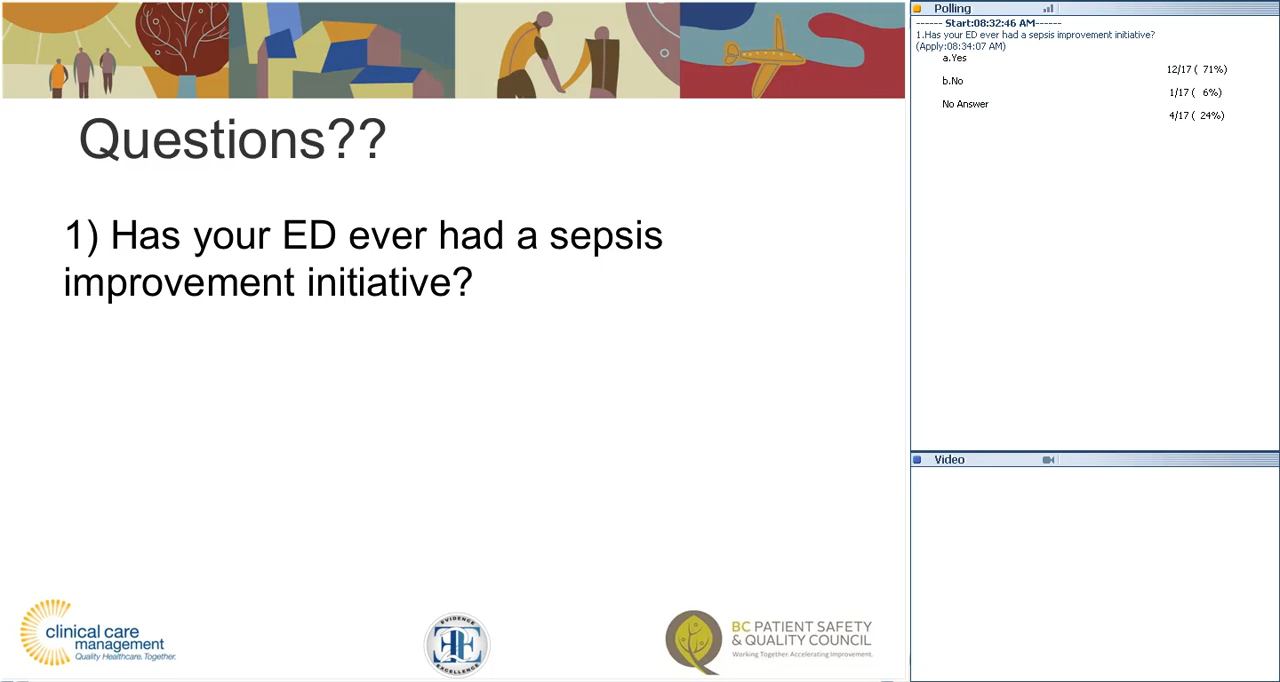 Questions??
1) Has your ED ever had a sepsis
improvement initiative?
clinical care
management
Quality Healthcare. Together.
EVIDENCE
E2E
EXCELLENCE
BC PATIENT SAFETY
& QUALITY COUNCIL
Working Together. Accelerating Improvement.
Polling
------ Start:08:32:46 AM------
1.Has your ED ever had a sepsis improvement initiative?
(Apply:08:34:07 AM)
a.Yes
12/17 ( 71%)
b.No
1/17 ( 6%)
No Answer
4/17 ( 24%)
Video